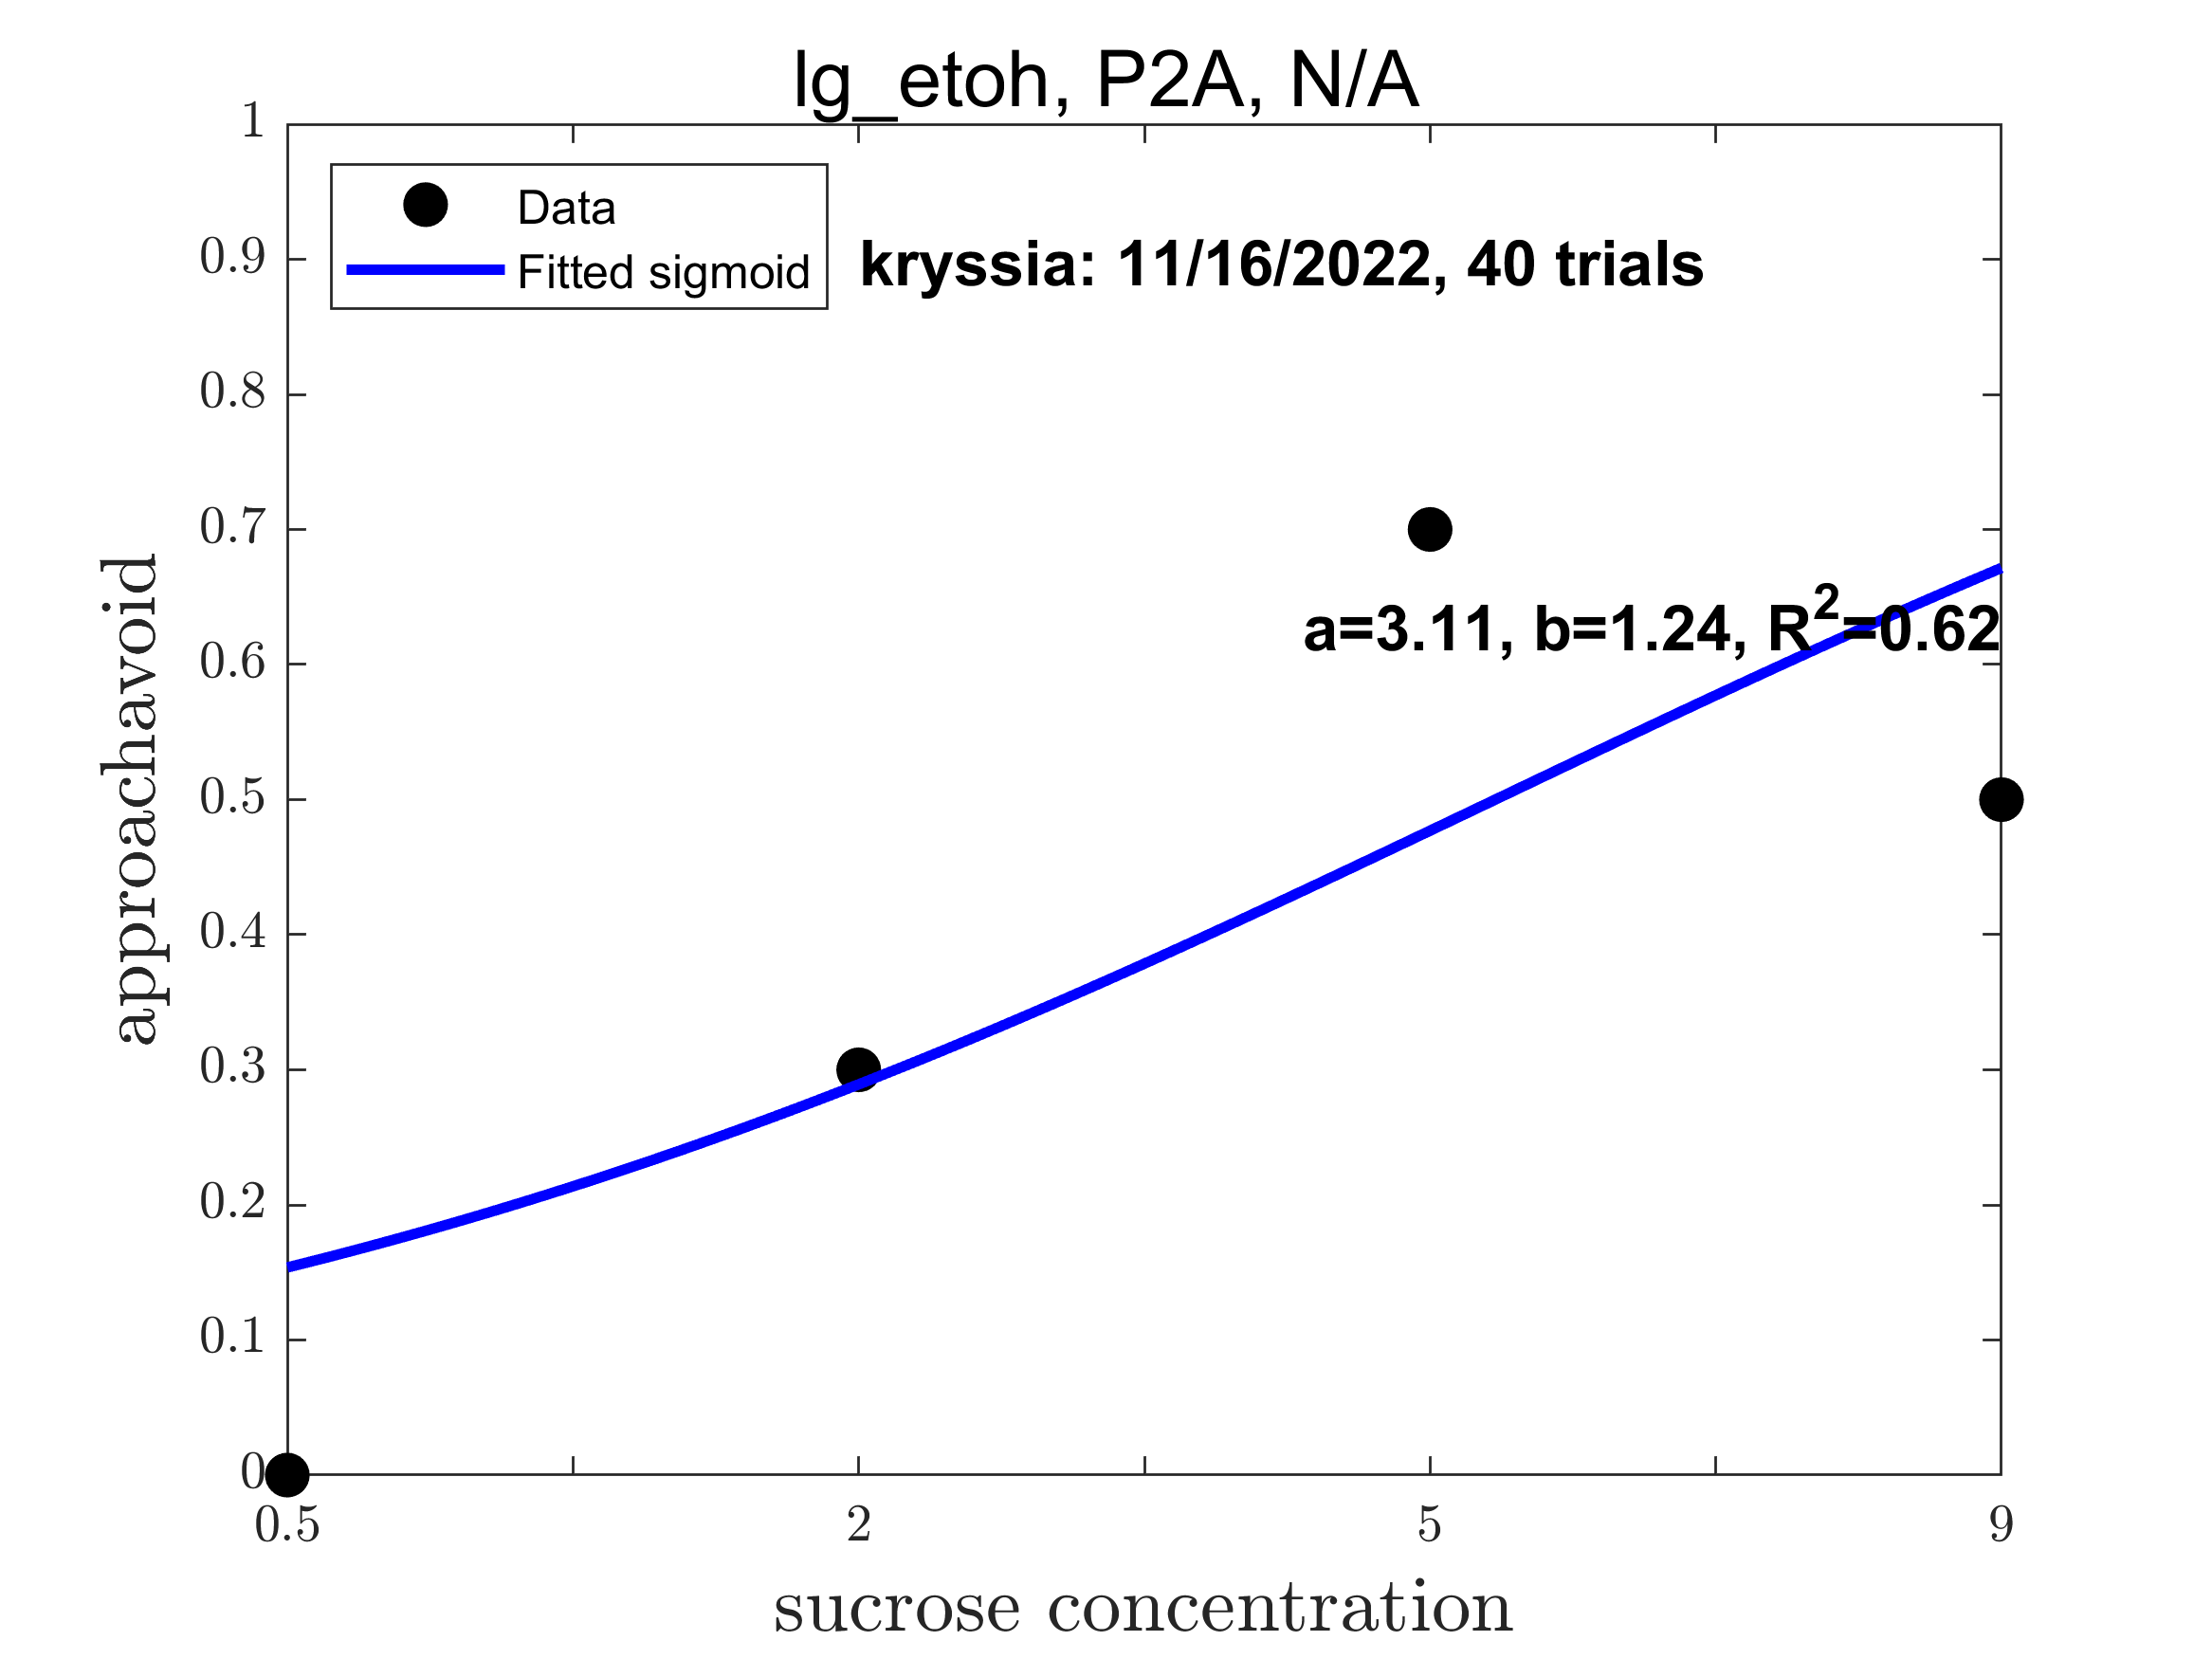 lg_etoh, P2A, N/A
1
Data
Fitted sigmoid
kryssia: 11/16/2022, 40 trials
0.9
0.8
0.7
a=3.11, b=1.24, R²=0.62
0.6
0.5
0.4
0.3
0.2
0.1
0
approachavoid
0.5 2 5 9
sucrose concentration